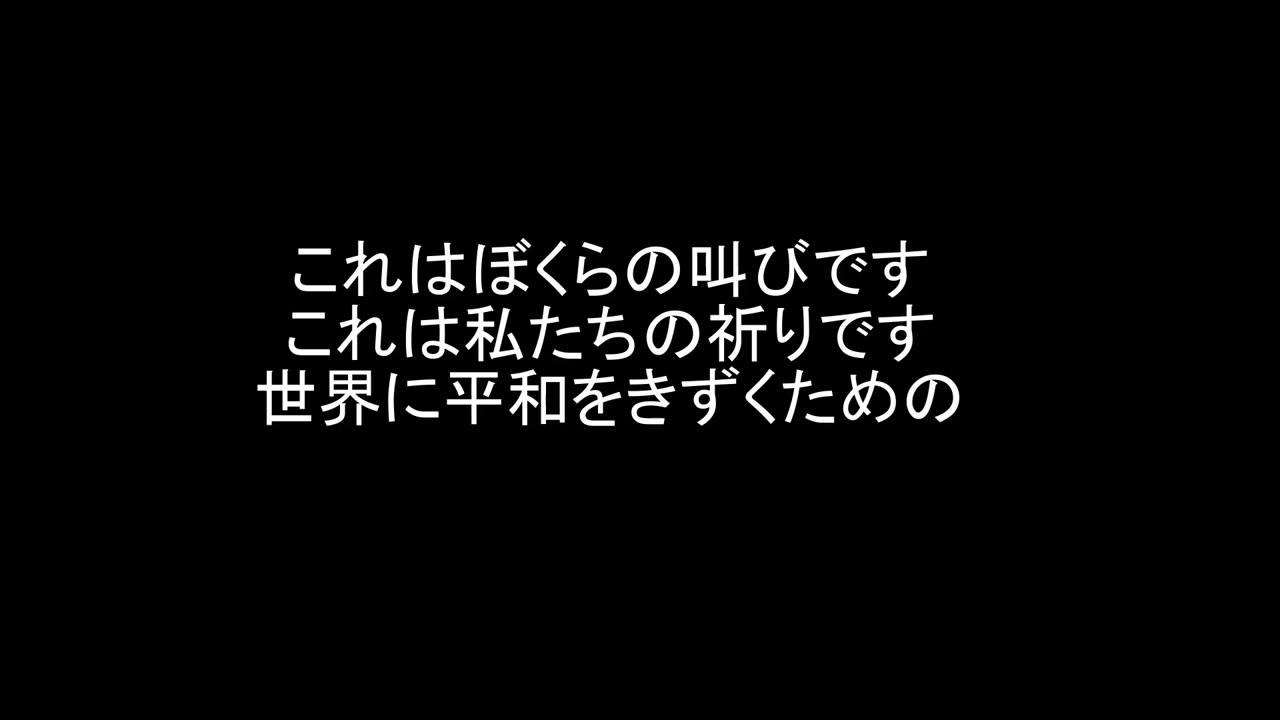 これはぼくらの叫びです
これは私たちの祈りです
世界に平和をきずくための